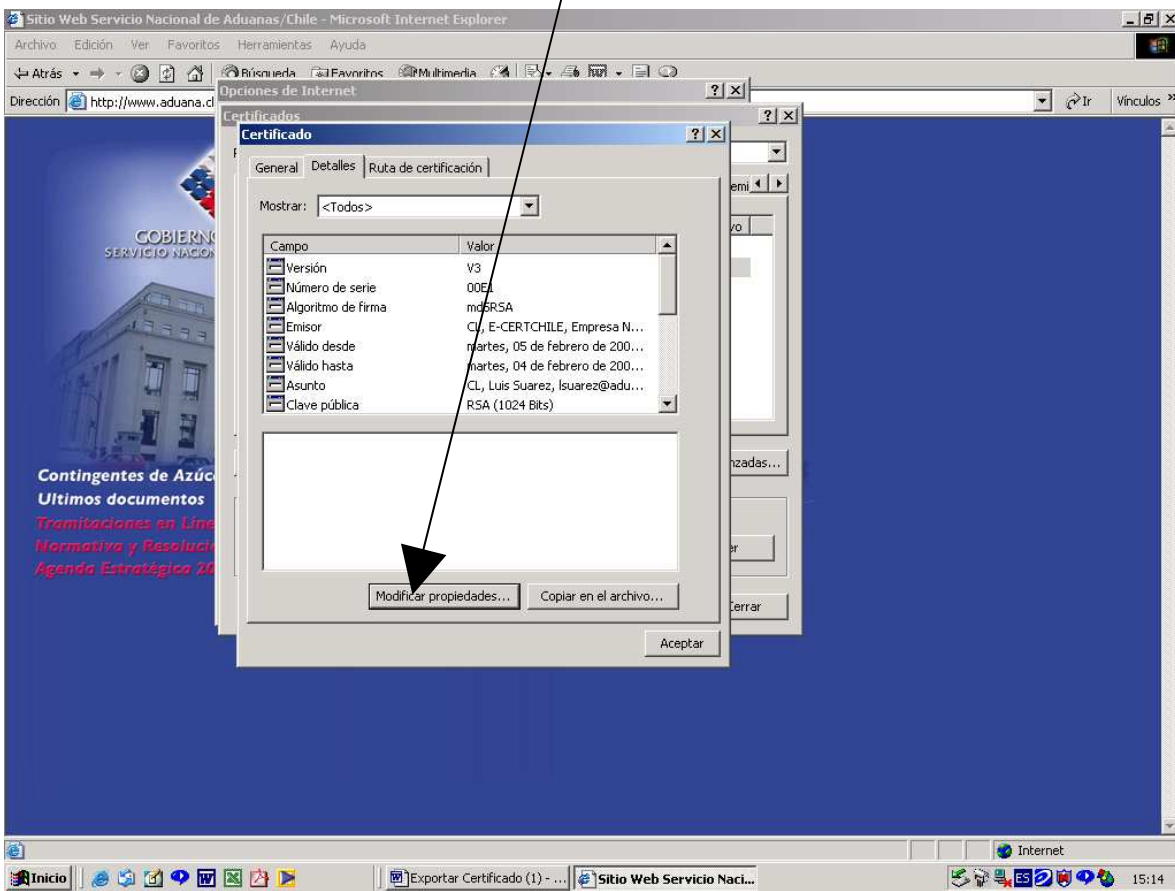 Sitio Web Servicio Nacional de Aduanas/Chile - Microsoft Internet Explorer
Archivo Edición Ver Favoritos Herramientas Ayuda
Atrás Búsqueda Favoritos Multimedia
Opciones de Internet
Dirección http://www.aduana.cl Ir Vínculos »
Certificados
Certificado
General Detalles Ruta de certificación
emi
Mostrar: <Todos>
vo
COBIERN
SERVICIO NACION
Campo Valor
Versión V3
Número de serie 00E1
Algoritmo de firma md5RSA
Emisor CL, E-CERTCHILE, Empresa N...
Válido desde martes, 05 de febrero de 200...
Válido hasta martes, 04 de febrero de 200...
Asunto CL, Luis Suarez, lsuarez@adu...
Clave pública RSA (1024 Bits)
nzadas...
Contingentes de Azúc
Ultimos documentos
Tramitaciones en Líne
Normativa y Resoluci
Agenda Estratégica 20
er
Modificar propiedades... Copiar en el archivo...
Cerrar
Aceptar
Internet
Inicio Exportar Certificado (1) - ... Sitio Web Servicio Naci... ES 15:14